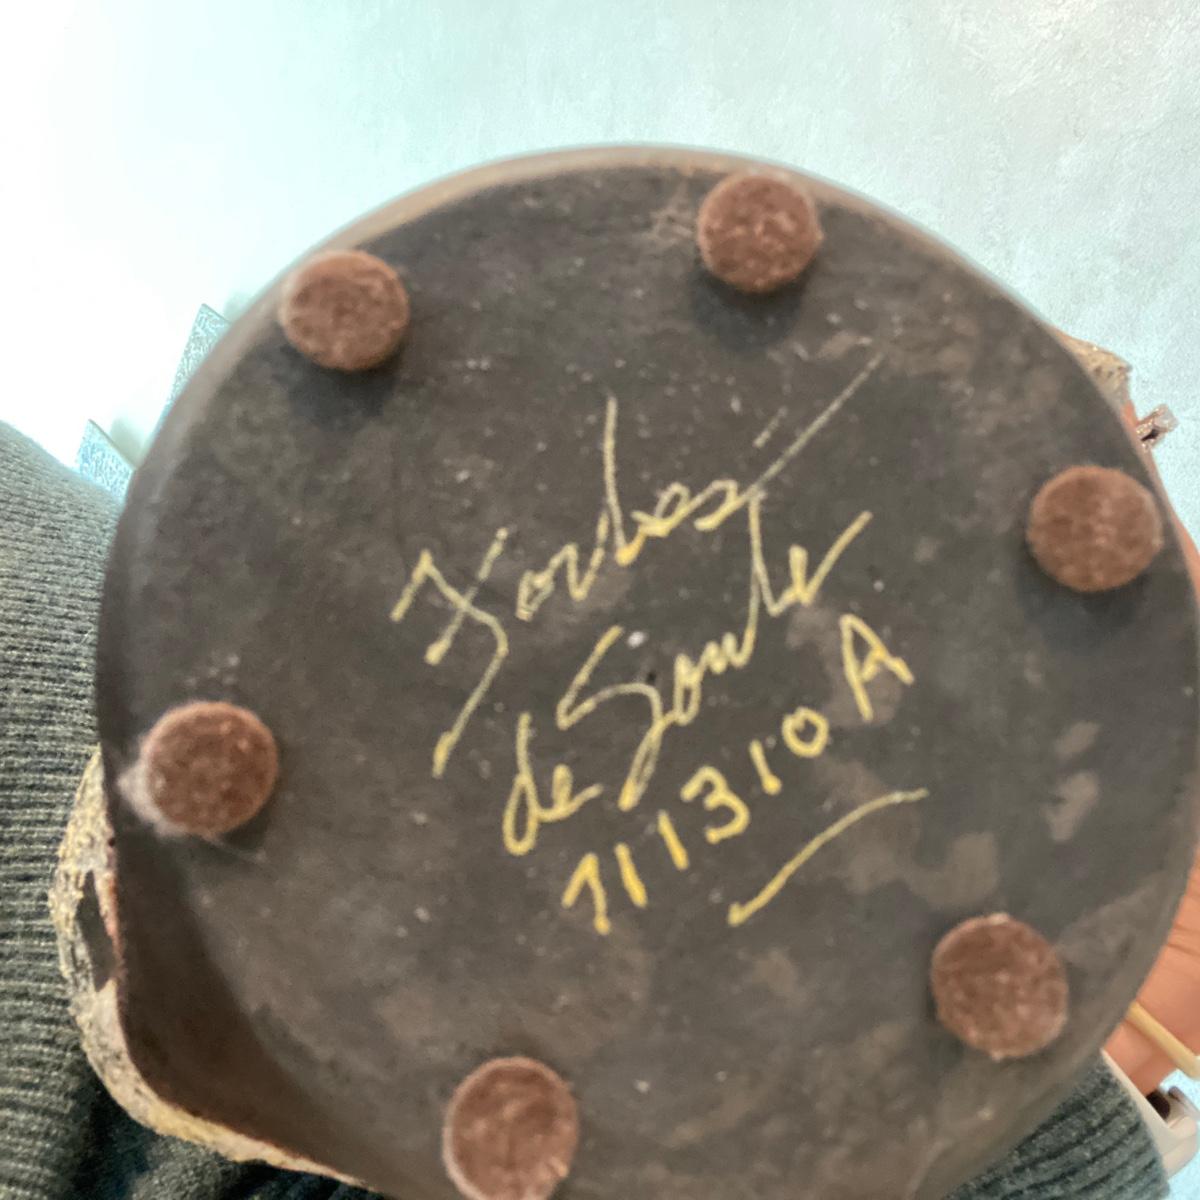 Forbes
de Soule
711310A